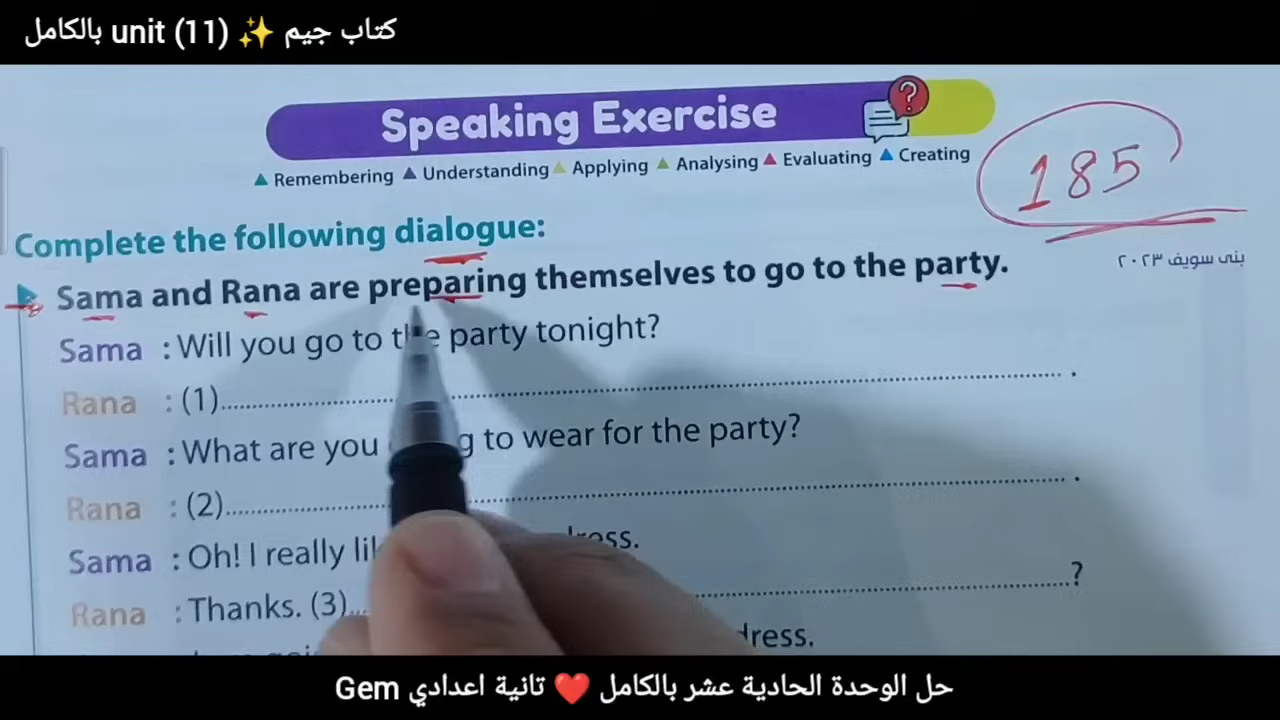 كتاب جيم ✨ unit (11) بالكامل
Speaking Exercise
?
▲ Remembering ▲ Understanding ▲ Applying ▲ Analysing ▲ Evaluating ▲ Creating
185
Complete the following dialogue:
بنى سويف ٢٠٢٣
Sama and Rana are preparing themselves to go to the party.
Sama : Will you go to the party tonight?
Rana : (1)........................ .
Sama : What are you to wear for the party?
Rana : (2)........................ .
Sama : Oh! I really
Rana : Thanks. (3)........................?
dress.
حل الوحدة الحادية عشر بالكامل ❤️ تانية اعدادي Gem